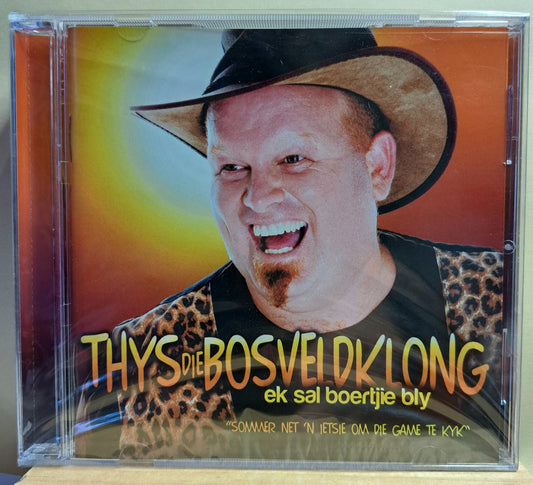 THYS DIE BOSVELDKLONG
ek sal boertjie bly
"SOMMER NET 'N IETSIE OM DIE GAME TE KYK"